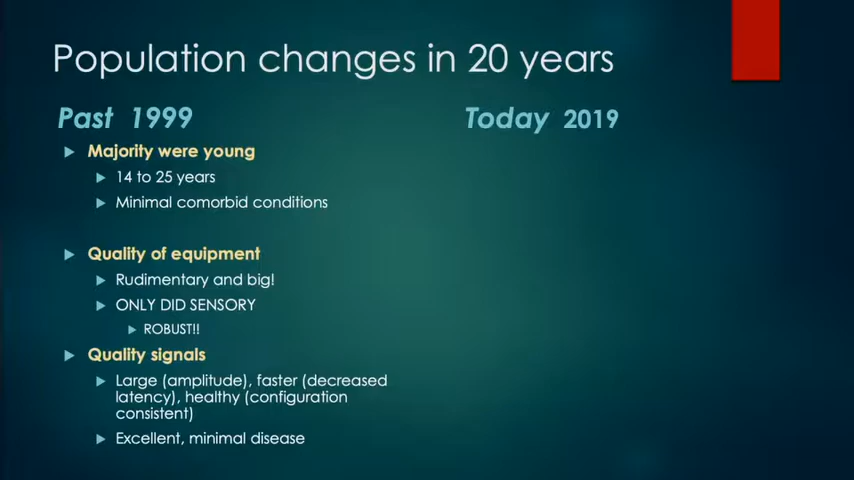 Population changes in 20 years
Past 1999
Today 2019
Majority were young
14 to 25 years
Minimal comorbid conditions
Quality of equipment
Rudimentary and big!
ONLY DID SENSORY
ROBUST!!
Quality signals
Large (amplitude), faster (decreased
latency), healthy (configuration
consistent)
Excellent, minimal disease